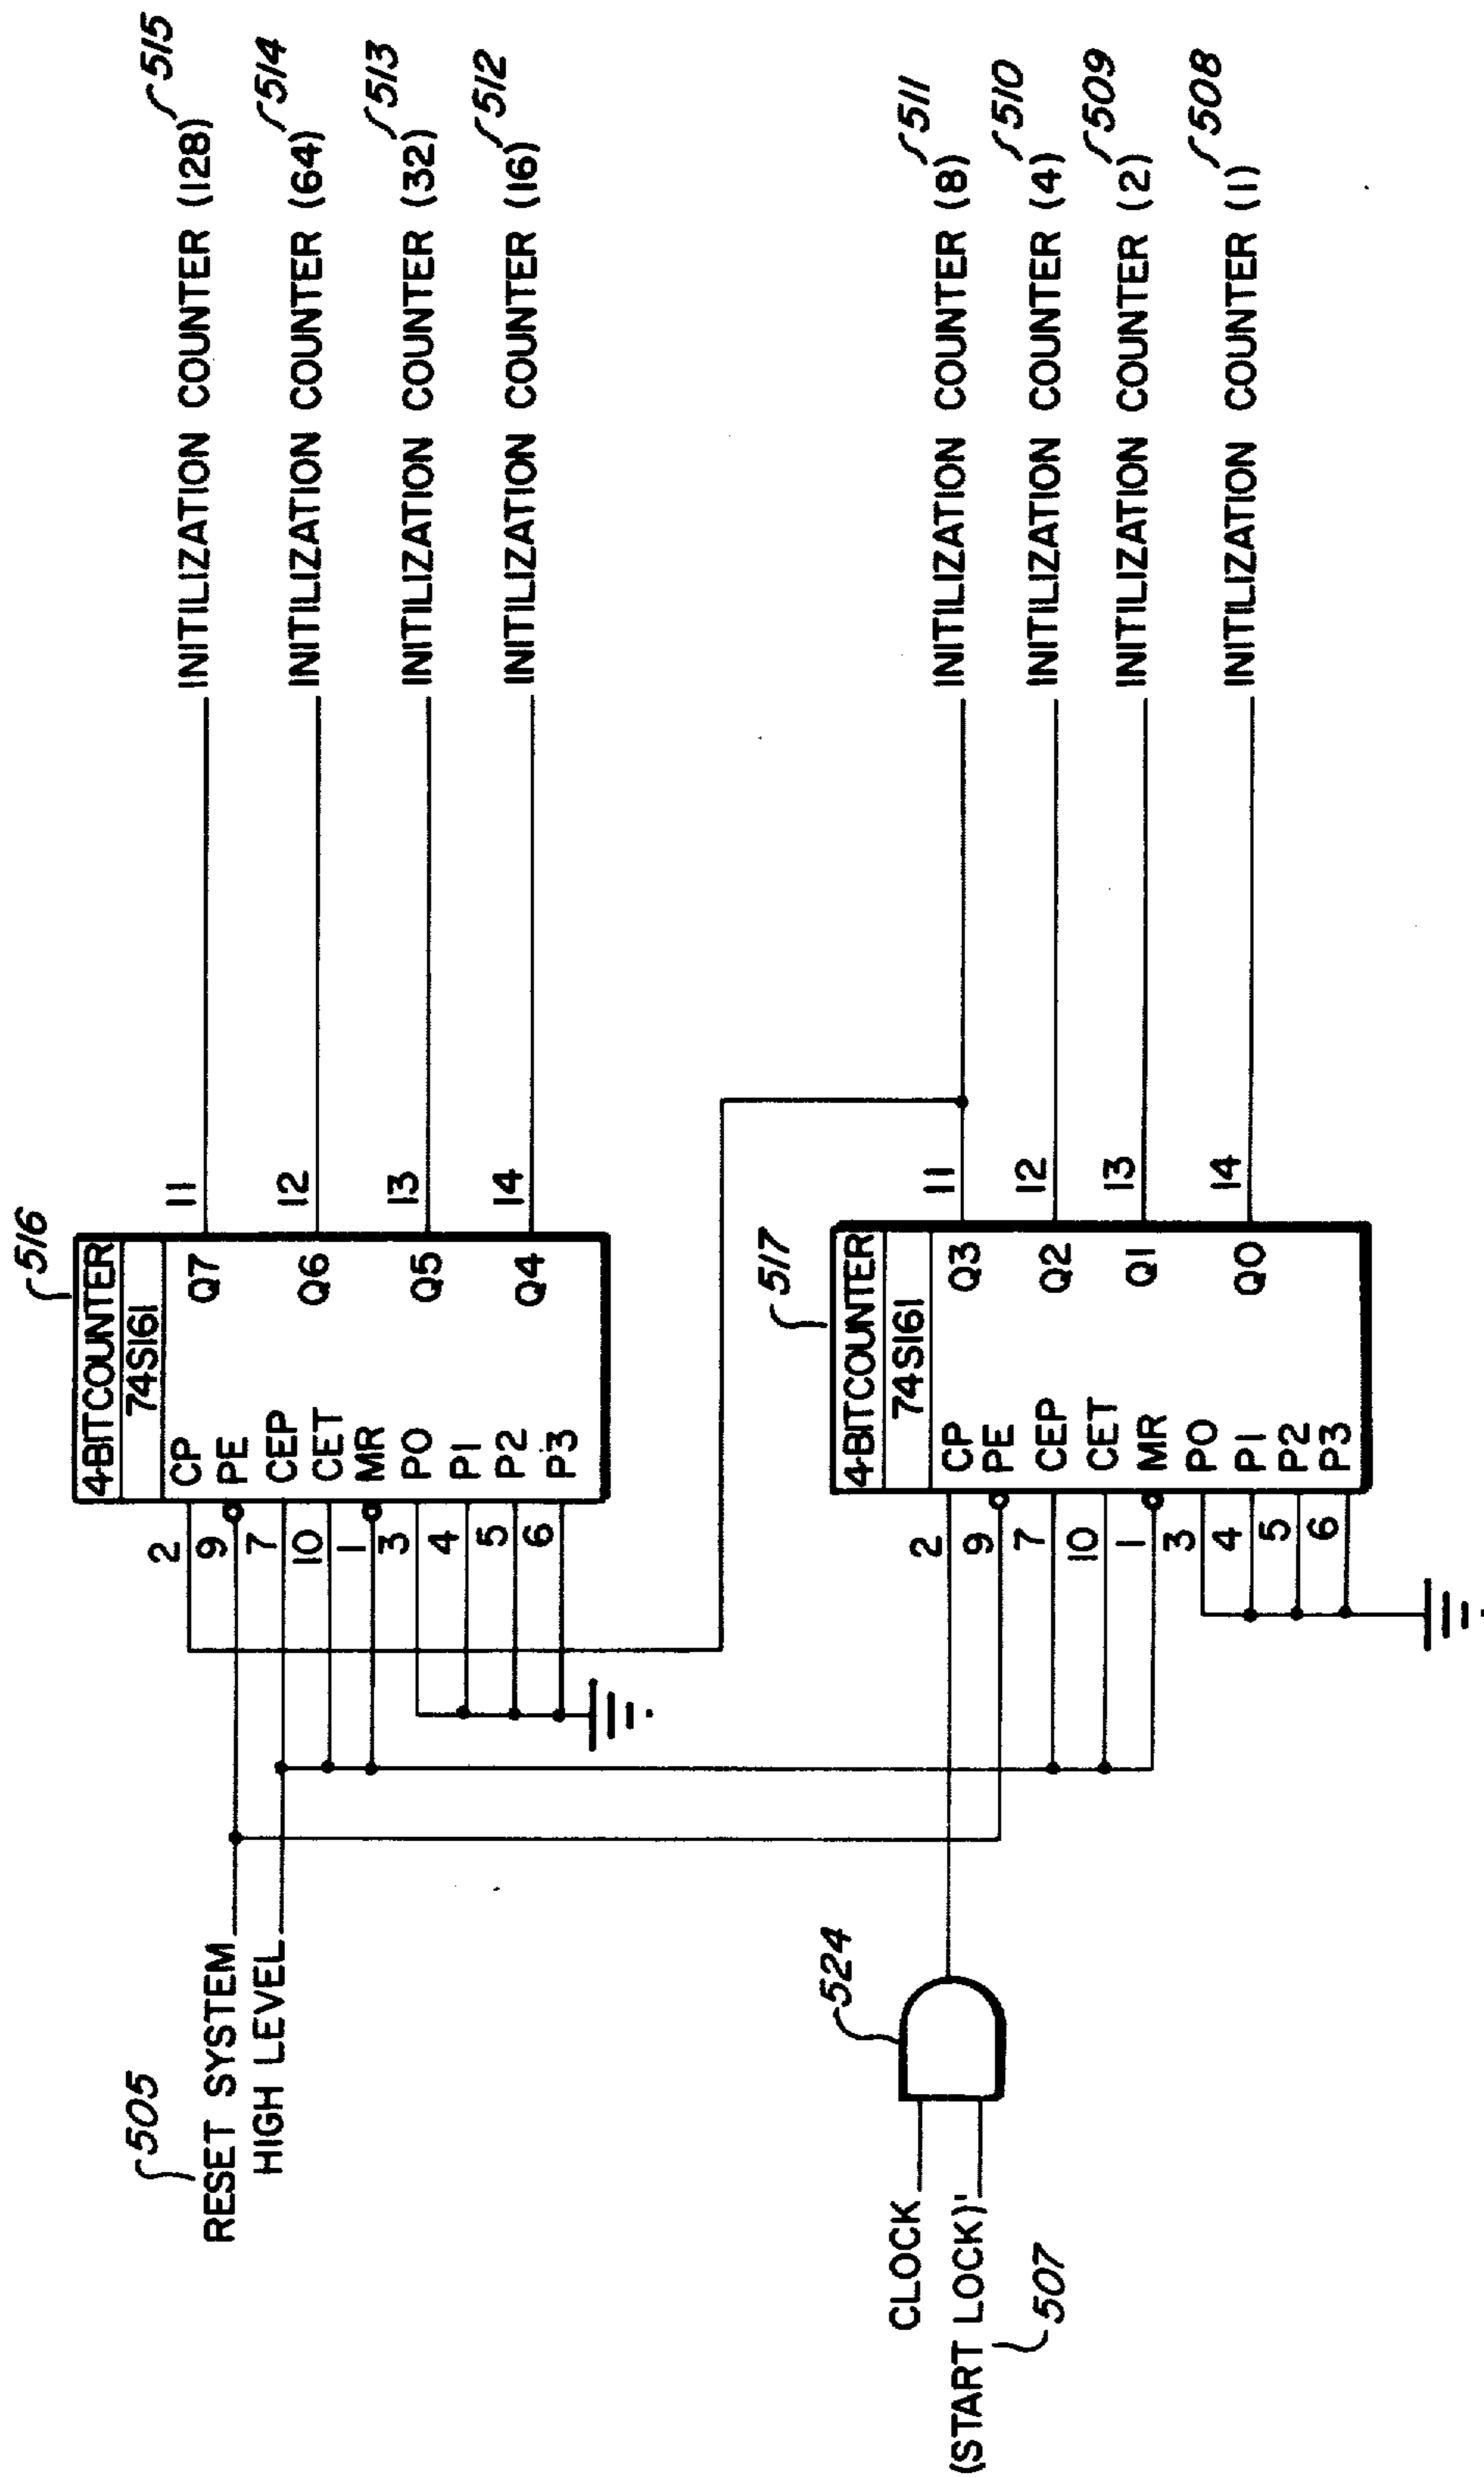 505
RESET SYSTEM
HIGH LEVEL
516
4-BITCOUNTER
74S161
2 CP Q7 11 INITILIZATION COUNTER (128) 515
9 PE
7 CEP Q6 12 INITILIZATION COUNTER (64) 514
10 CET
1 MR Q5 13 INITILIZATION COUNTER (32) 513
3 P0
4 P1
5 P2 Q4 14 INITILIZATION COUNTER (16) 512
6 P3
517
4-BITCOUNTER
74S161
2 CP Q3 11 INITILIZATION COUNTER (8) 511
9 PE
7 CEP Q2 12 INITILIZATION COUNTER (4) 510
10 CET
1 MR Q1 13 INITILIZATION COUNTER (2) 509
3 P0 Q0 14 INITILIZATION COUNTER (1) 508
4 P1
5 P2
6 P3
524
CLOCK
(START LOCK)'
507